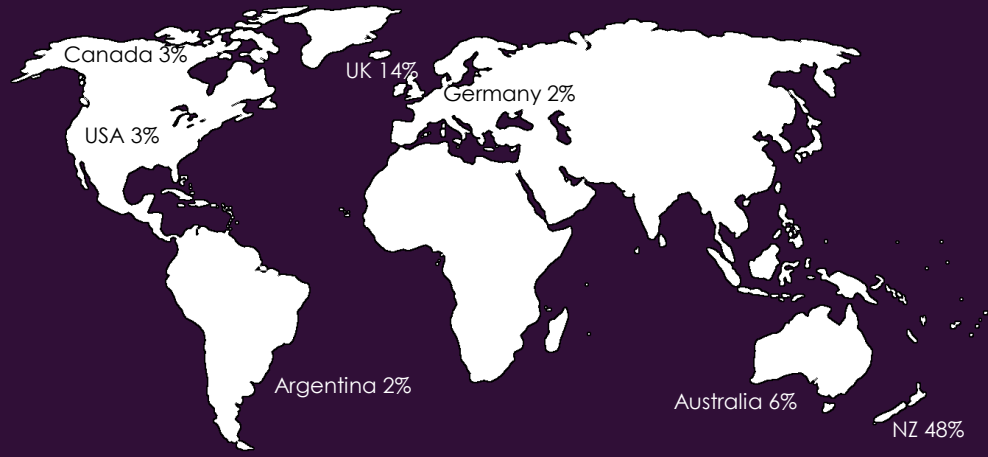 Canada 3%
UK 14%
Germany 2%
USA 3%
Argentina 2%
Australia 6%
NZ 48%